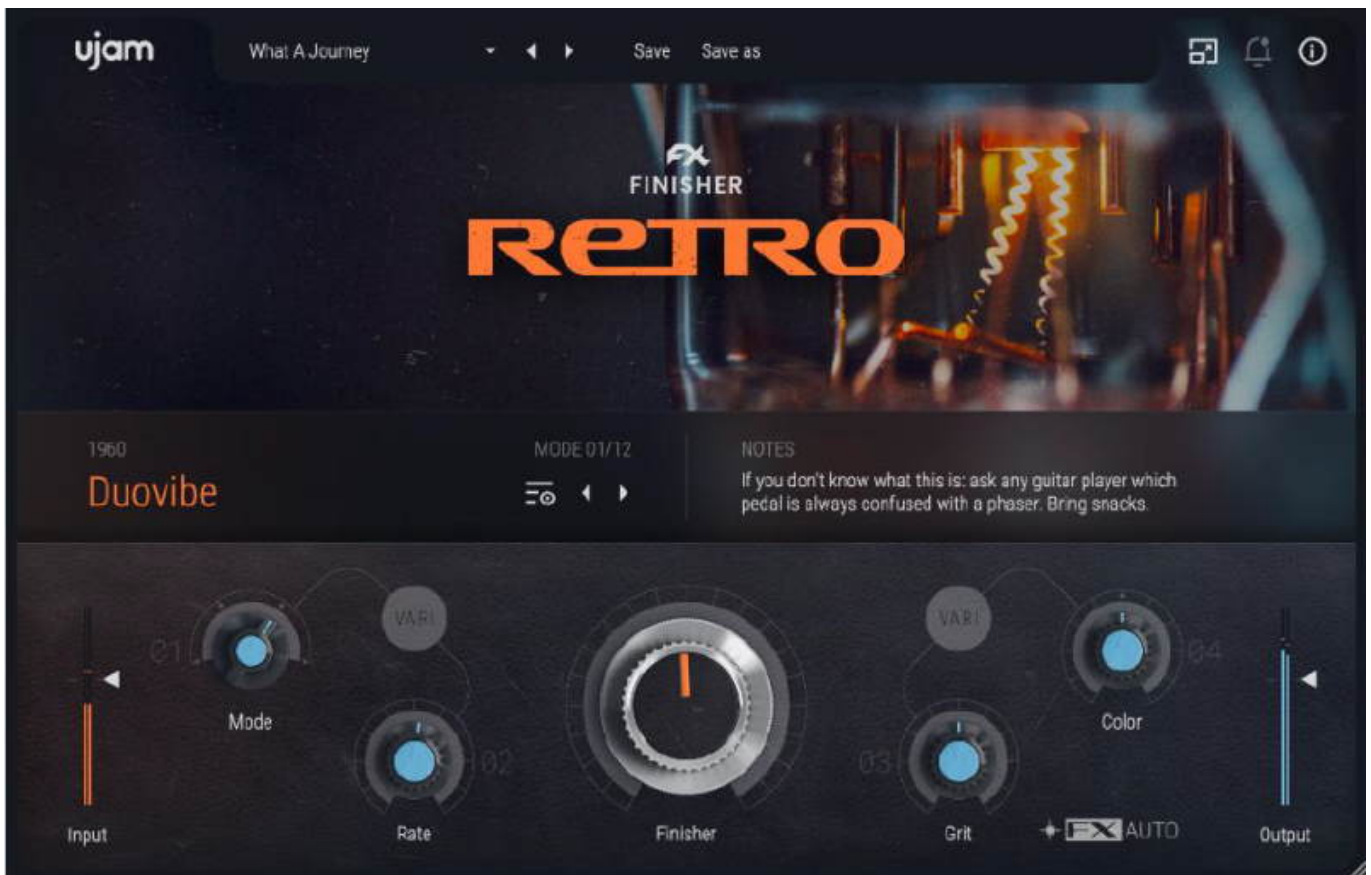 ujam
What A Journey
Save
Save as
FX
FINISHER
RETRO
1960
MODE 01/12
NOTES
Duovibe
If you don't know what this is: ask any guitar player which
pedal is always confused with a phaser. Bring snacks.
01
VARI
VARI
04
Mode
Color
02
03
Input
Rate
Finisher
Grit
FX AUTO
Output